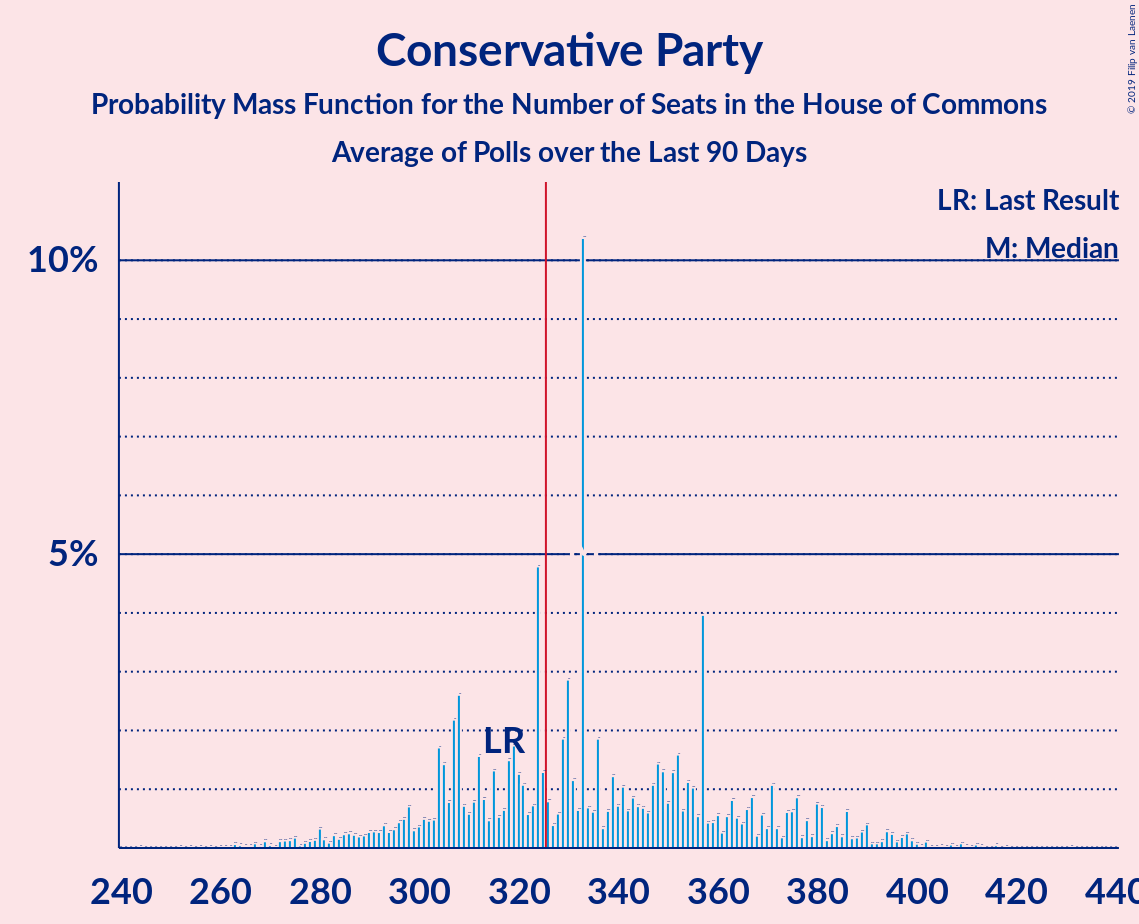 Conservative Party
Probability Mass Function for the Number of Seats in the House of Commons
Average of Polls over the Last 90 Days
© 2019 Filip van Laenen
LR: Last Result
M: Median
10%
5%
LR
240 260 280 300 320 340 360 380 400 420 440